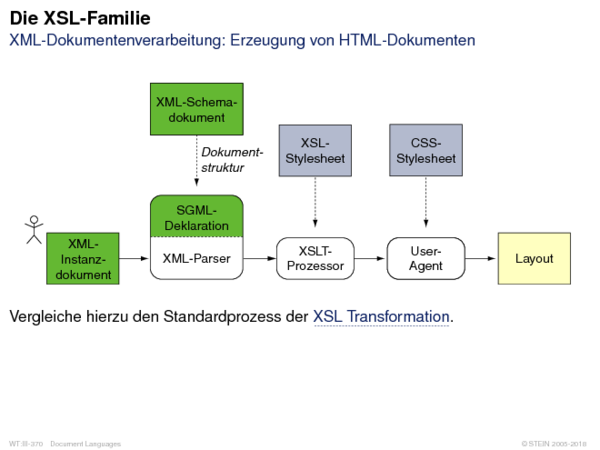 Die XSL-Familie
XML-Dokumentenverarbeitung: Erzeugung von HTML-Dokumenten
XML-Schema-
dokument
Dokument-
struktur
XSL-
Stylesheet
CSS-
Stylesheet
SGML-
Deklaration
XML-
Instanz-
dokument
XML-Parser
XSLT-
Prozessor
User-
Agent
Layout
Vergleiche hierzu den Standardprozess der XSL Transformation.
WT:III-370 Document Languages
© STEIN 2005-2018